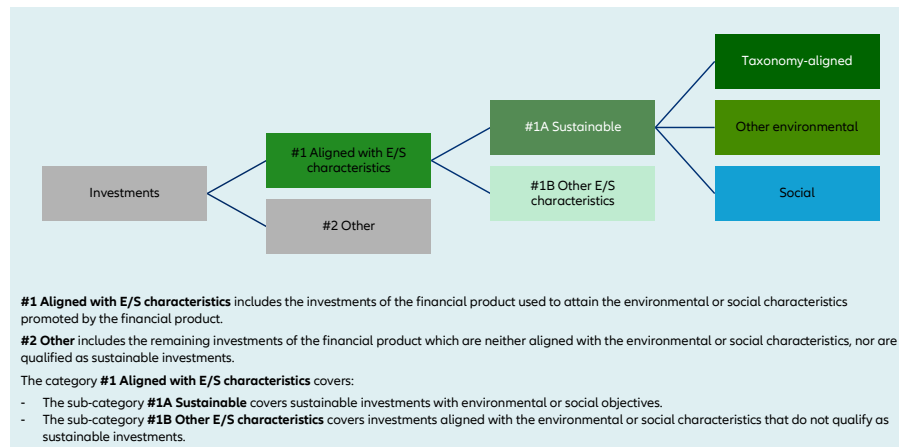 Taxonomy-aligned
#1A Sustainable
Other environmental
#1 Aligned with E/S
characteristics
Investments
#1B Other E/S
characteristics
Social
#2 Other
#1 Aligned with E/S characteristics includes the investments of the financial product used to attain the environmental or social characteristics
promoted by the financial product.
#2 Other includes the remaining investments of the financial product which are neither aligned with the environmental or social characteristics, nor are
qualified as sustainable investments.
The category #1 Aligned with E/S characteristics covers:
- The sub-category #1A Sustainable covers sustainable investments with environmental or social objectives.
- The sub-category #1B Other E/S characteristics covers investments aligned with the environmental or social characteristics that do not qualify as
sustainable investments.